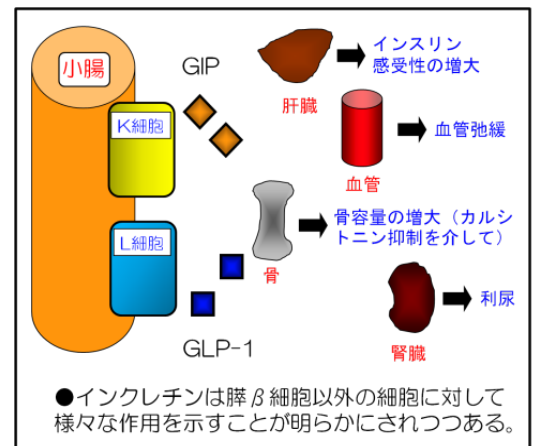 小腸
GIP
K細胞
L細胞
GLP-1
肝臓
インスリン
感受性の増大
血管
血管弛緩
骨
骨容量の増大（カルシ
トニン抑制を介して）
腎臓
利尿
●インクレチンは膵β細胞以外の細胞に対して
様々な作用を示すことが明らかにされつつある。